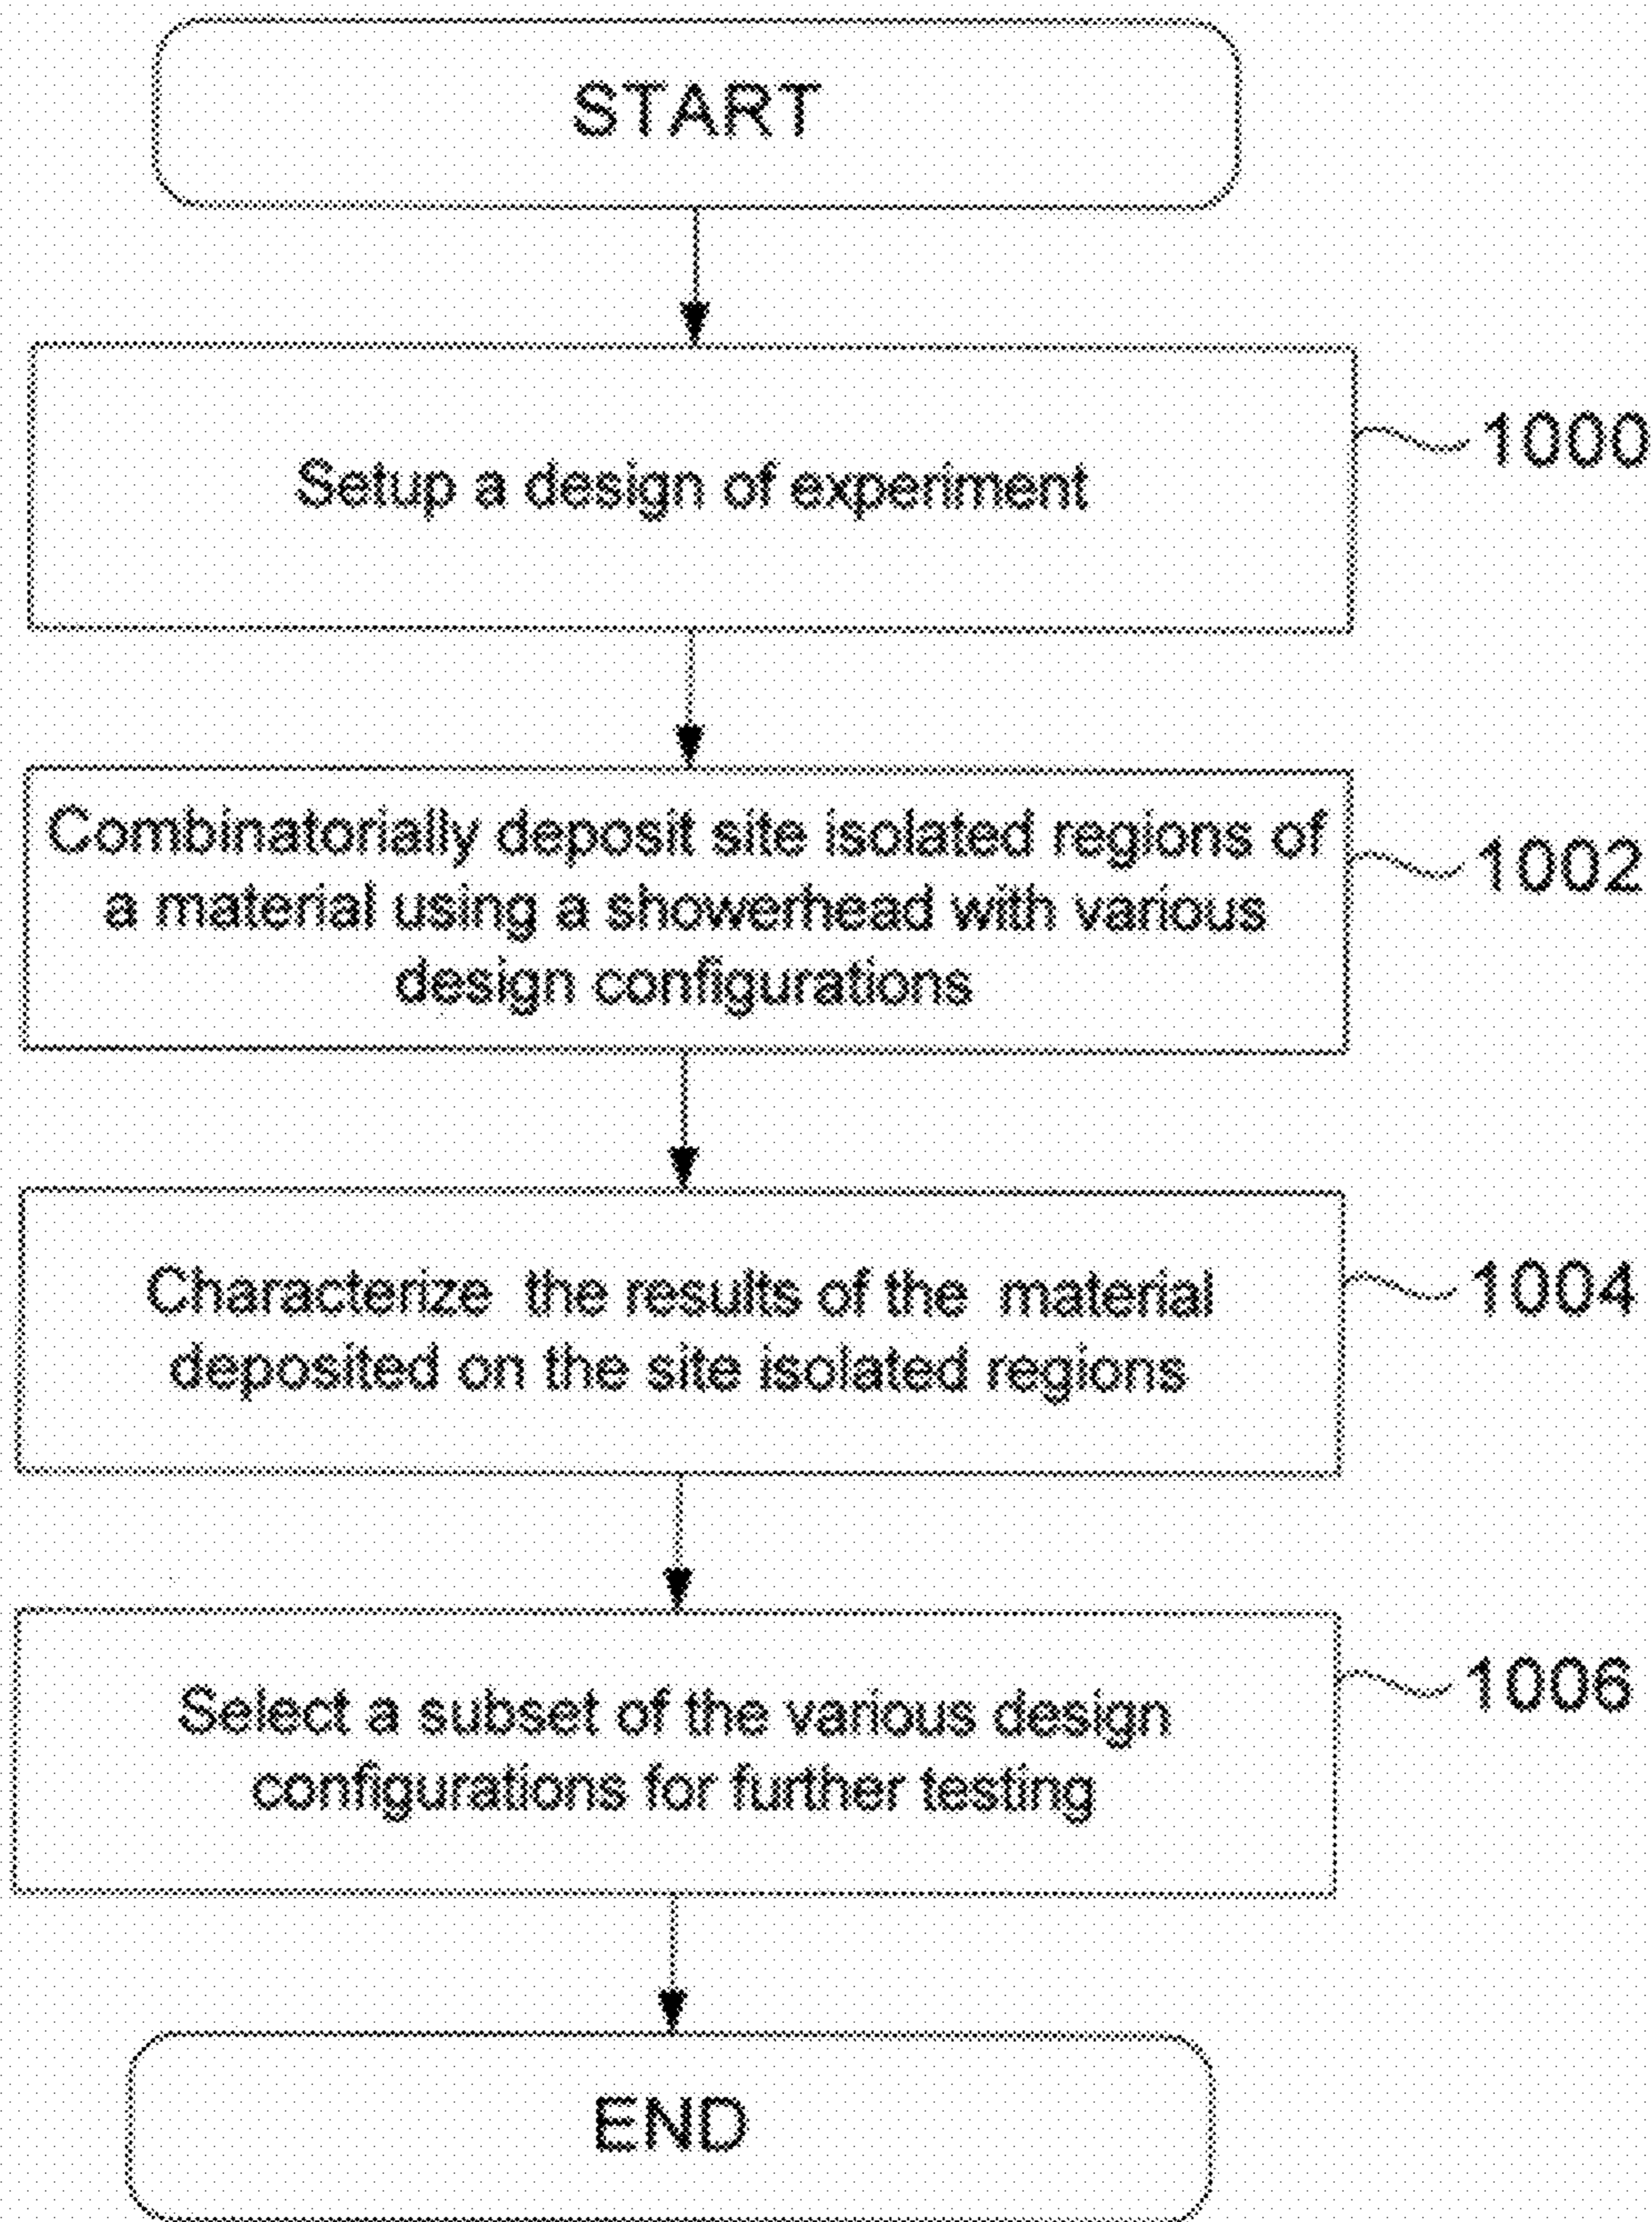 START
Setup a design of experiment
1000
Combinatorially deposit site isolated regions of
a material using a showerhead with various
design configurations
1002
Characterize the results of the material
deposited on the site isolated regions
1004
Select a subset of the various design
configurations for further testing
1006
END